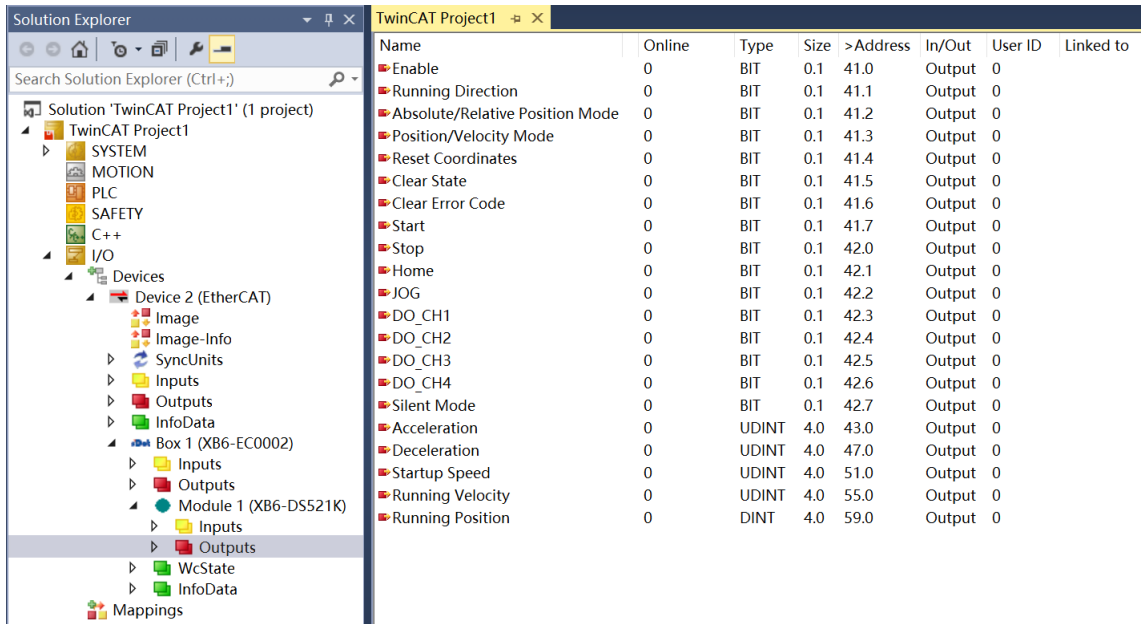 Solution Explorer
Search Solution Explorer (Ctrl+;)
Solution 'TwinCAT Project1' (1 project)
TwinCAT Project1
SYSTEM
MOTION
PLC
SAFETY
C++
I/O
Devices
Device 2 (EtherCAT)
Image
Image-Info
SyncUnits
Inputs
Outputs
InfoData
Box 1 (XB6-EC0002)
Inputs
Outputs
Module 1 (XB6-DS521K)
Inputs
Outputs
WcState
InfoData
Mappings
TwinCAT Project1
Name Online Type Size >Address In/Out User ID Linked to
Enable 0 BIT 0.1 41.0 Output 0
Running Direction 0 BIT 0.1 41.1 Output 0
Absolute/Relative Position Mode 0 BIT 0.1 41.2 Output 0
Position/Velocity Mode 0 BIT 0.1 41.3 Output 0
Reset Coordinates 0 BIT 0.1 41.4 Output 0
Clear State 0 BIT 0.1 41.5 Output 0
Clear Error Code 0 BIT 0.1 41.6 Output 0
Start 0 BIT 0.1 41.7 Output 0
Stop 0 BIT 0.1 42.0 Output 0
Home 0 BIT 0.1 42.1 Output 0
JOG 0 BIT 0.1 42.2 Output 0
DO_CH1 0 BIT 0.1 42.3 Output 0
DO_CH2 0 BIT 0.1 42.4 Output 0
DO_CH3 0 BIT 0.1 42.5 Output 0
DO_CH4 0 BIT 0.1 42.6 Output 0
Silent Mode 0 BIT 0.1 42.7 Output 0
Acceleration 0 UDINT 4.0 43.0 Output 0
Deceleration 0 UDINT 4.0 47.0 Output 0
Startup Speed 0 UDINT 4.0 51.0 Output 0
Running Velocity 0 UDINT 4.0 55.0 Output 0
Running Position 0 DINT 4.0 59.0 Output 0